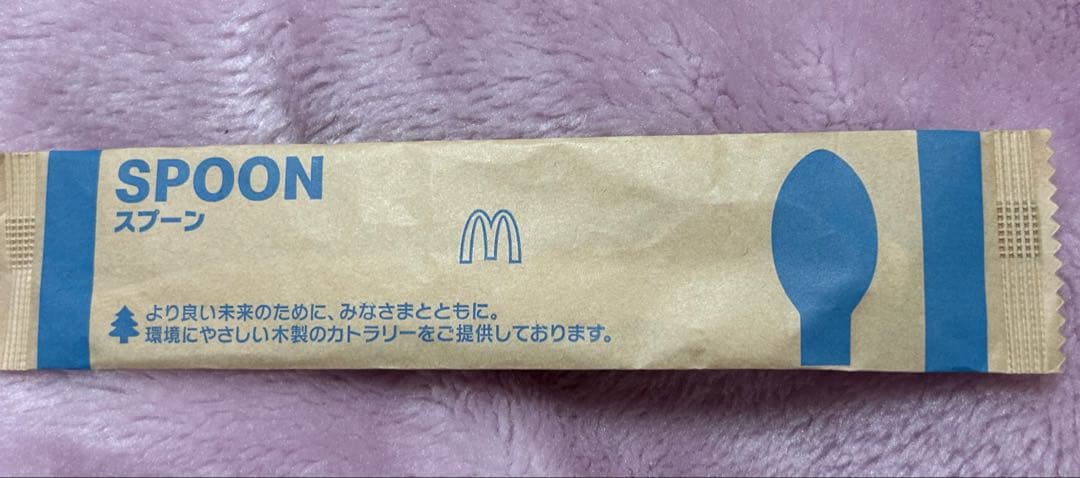 SPOON
スプーン
より良い未来のために、みなさまとともに。
環境にやさしい木製のカトラリーをご提供しております。